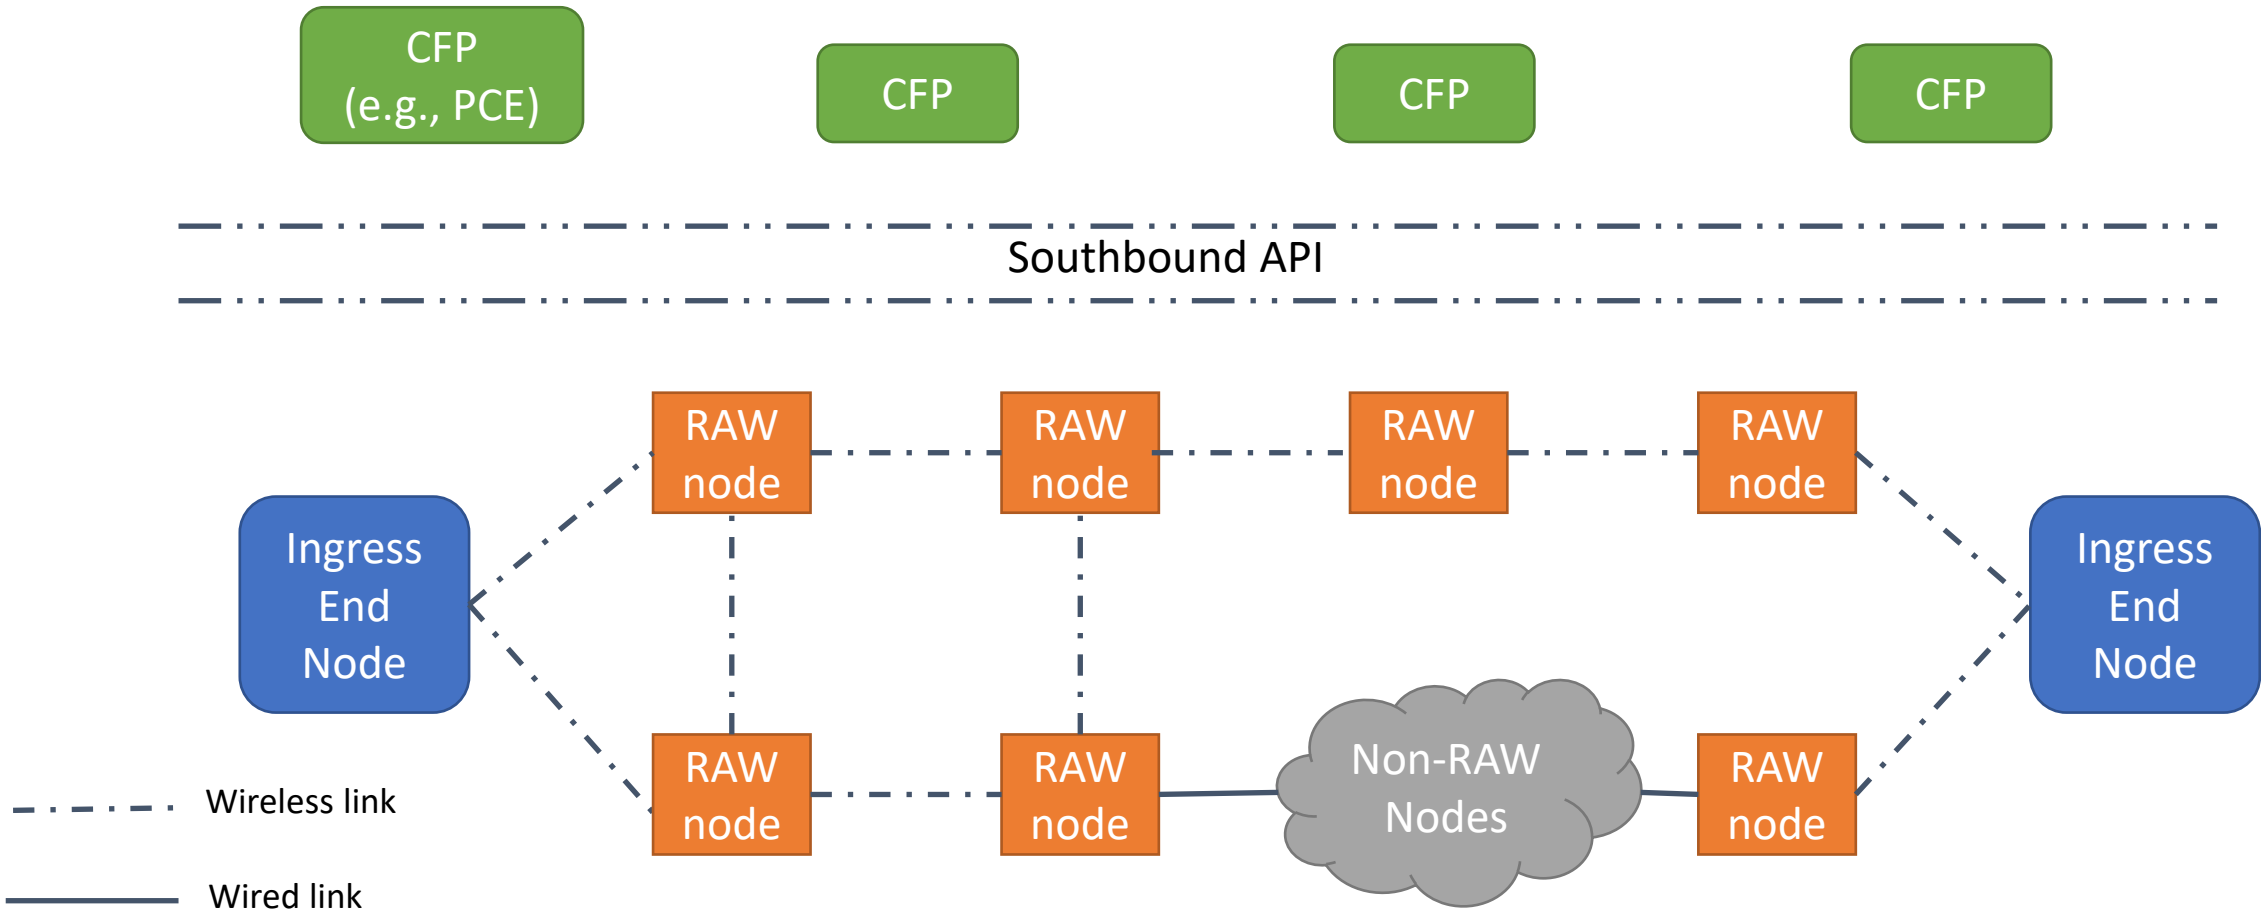 CFP
(e.g., PCE)
CFP
CFP
CFP
Southbound API
RAW
node
RAW
node
RAW
node
RAW
node
Ingress
End
Node
Ingress
End
Node
RAW
node
RAW
node
Non-RAW
Nodes
RAW
node
Wireless link
Wired link